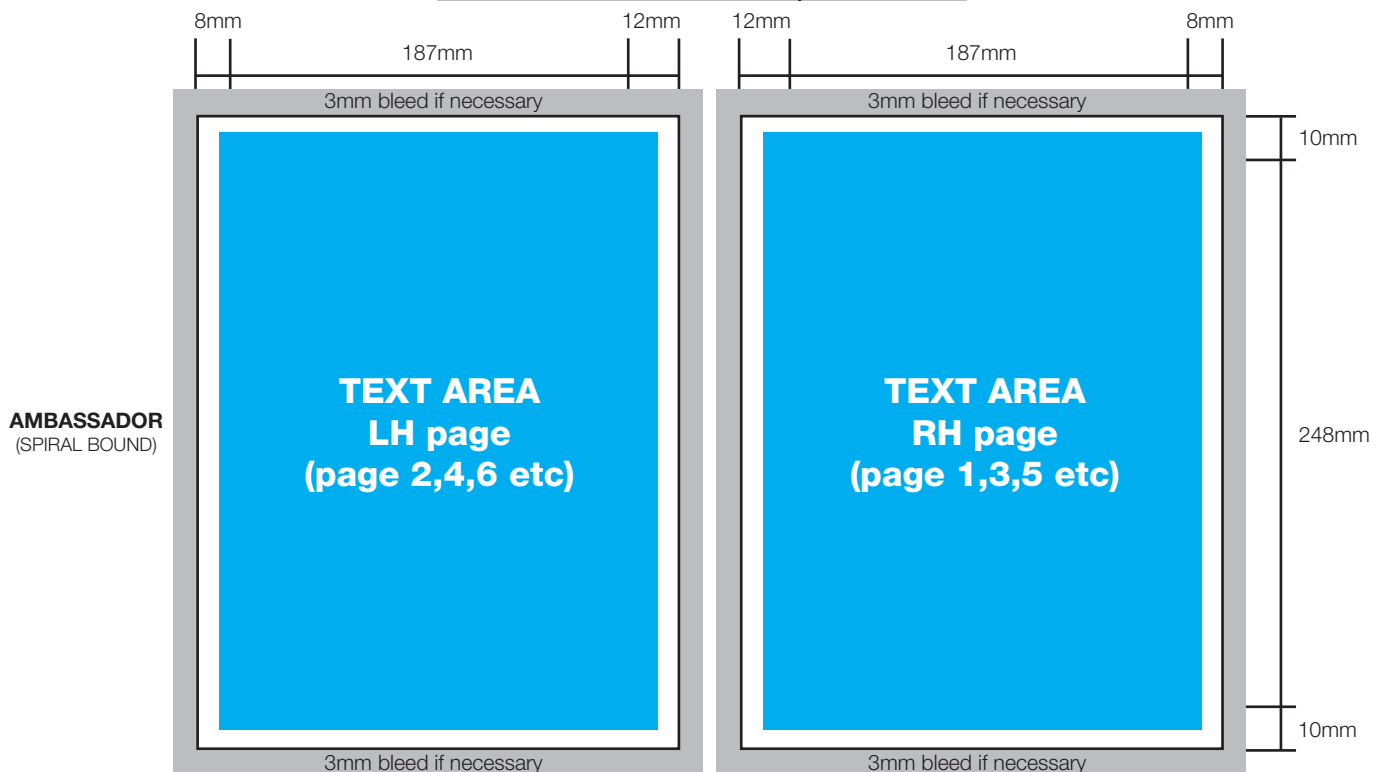 8mm
12mm
12mm
8mm
187mm
187mm
3mm bleed if necessary
3mm bleed if necessary
10mm
TEXT AREA
LH page
(page 2,4,6 etc)
TEXT AREA
RH page
(page 1,3,5 etc)
AMBASSADOR
(SPIRAL BOUND)
248mm
10mm
3mm bleed if necessary
3mm bleed if necessary